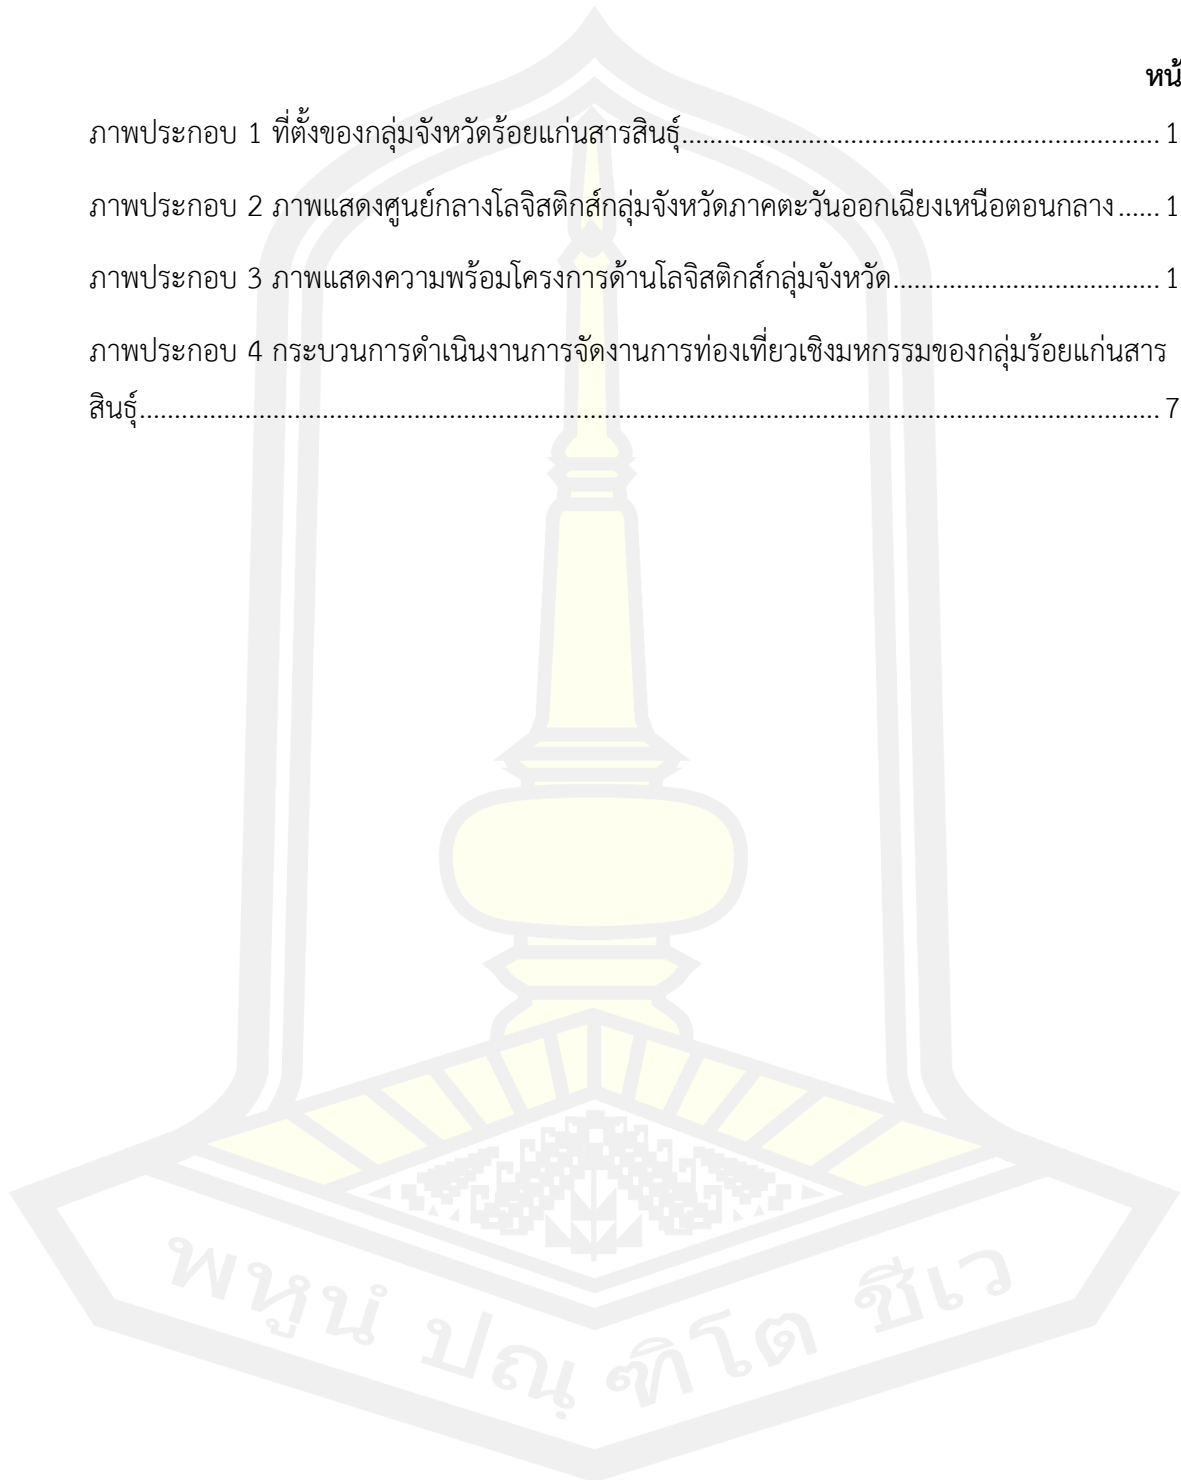 หน้
ภาพประกอบ 1 ที่ตั้งของกลุ่มจังหวัดร้อยแก่นสารสินธุ์........................................................................ 1
ภาพประกอบ 2 ภาพแสดงศูนย์กลางโลจิสติกส์กลุ่มจังหวัดภาคตะวันออกเฉียงเหนือตอนกลาง ...... 1
ภาพประกอบ 3 ภาพแสดงความพร้อมโครงการด้านโลจิสติกส์กลุ่มจังหวัด........................................ 1
ภาพประกอบ 4 กระบวนการดำเนินงานการจัดงานการท่องเที่ยวเชิงมหกรรมของกลุ่มร้อยแก่นสาร
สินธุ์......................................................................................................................................................... 7
พหูนํ ปณฺ ฑิโต ชีเว